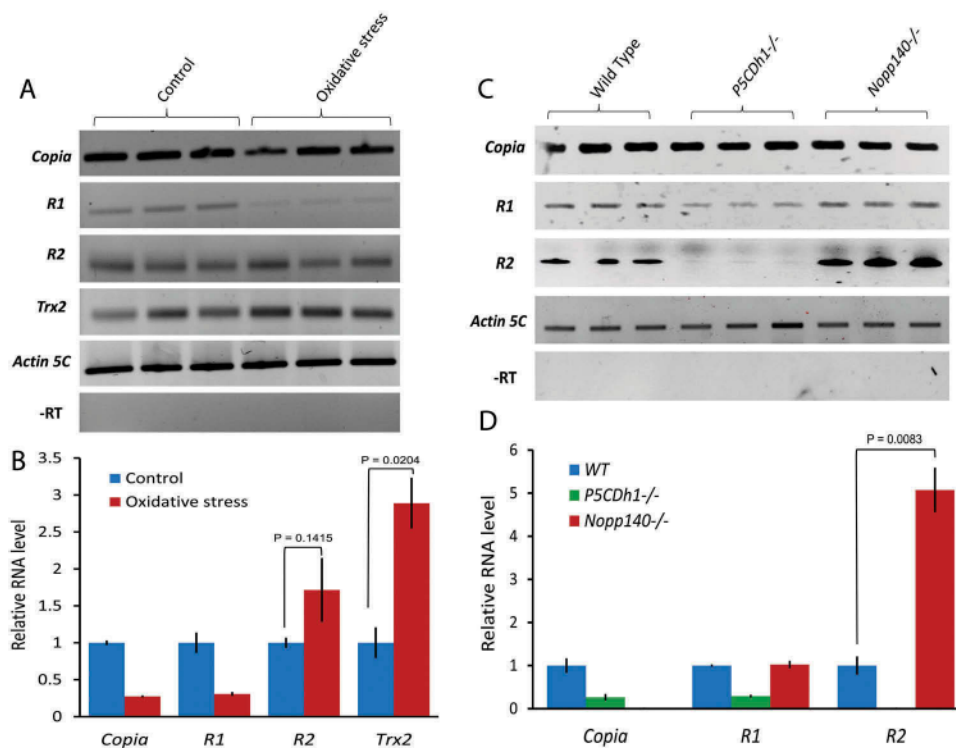 A
Control
Oxidative stress
Copia
R1
R2
Trx2
Actin 5C
-RT
B
Relative RNA level
3.5
3
2.5
2
1.5
1
0.5
0
Control
Oxidative stress
P = 0.1415
P = 0.0204
Copia R1 R2 Trx2
C
Wild Type
P5CDh1-/-
Nopp140-/-
Copia
R1
R2
Actin 5C
-RT
D
Relative RNA level
6
5
4
3
2
1
0
WT
P5CDh1-/-
Nopp140-/-
P = 0.0083
Copia R1 R2